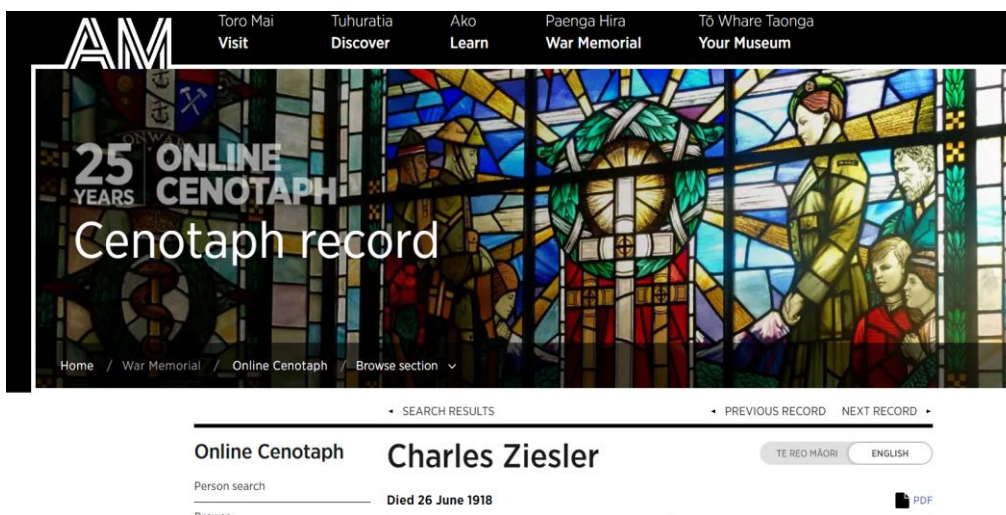 AM
Toro Mai
Visit
Tuhuratia
Discover
Ako
Learn
Paenga Hira
War Memorial
Tō Whare Taonga
Your Museum
25 YEARS
ONLINE CENOTAPH
Cenotaph record
Home / War Memorial / Online Cenotaph / Browse section
SEARCH RESULTS
PREVIOUS RECORD NEXT RECORD
Online Cenotaph
Person search
Charles Ziesler
TE REO MĀORI ENGLISH
Died 26 June 1918
PDF